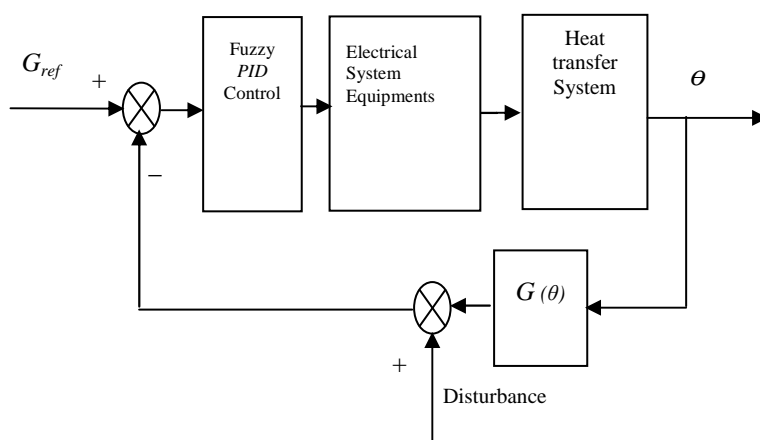 G_ref
+
−
Fuzzy
PID
Control
Electrical
System
Equipments
Heat
transfer
System
θ
G (θ)
+
Disturbance